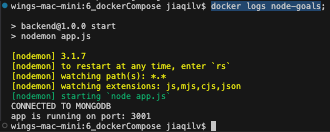 wings-mac-mini:6_dockerCompose jiaqilv$ docker logs node-goals;
> backend@1.0.0 start
> nodemon app.js
[nodemon] 3.1.7
[nodemon] to restart at any time, enter `rs`
[nodemon] watching path(s): *.*
[nodemon] watching extensions: js,mjs,cjs,json
[nodemon] starting `node app.js`
CONNECTED TO MONGODB
app is running on port: 3001
wings-mac-mini:6_dockerCompose jiaqilv$